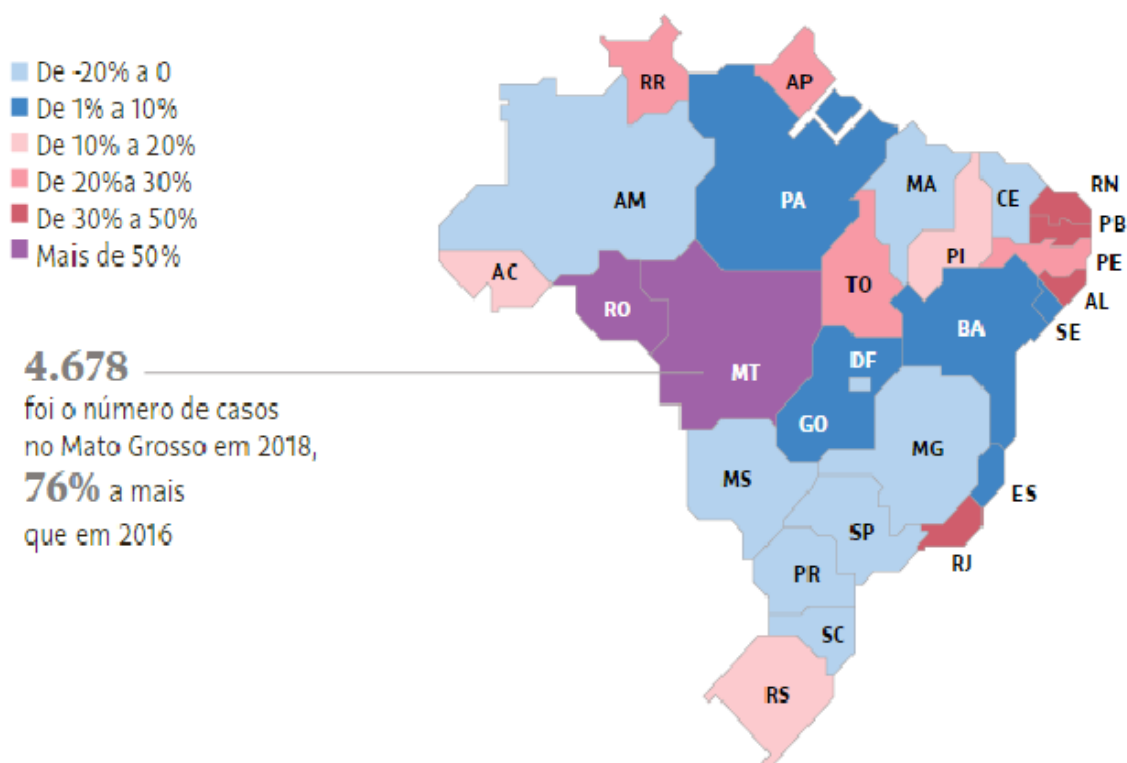 De -20% a 0
De 1% a 10%
De 10% a 20%
De 20%a 30%
De 30% a 50%
Mais de 50%
4.678
foi o número de casos
no Mato Grosso em 2018,
76% a mais
que em 2016
RR
AP
AM
PA
MA
CE
RN
PB
PI
PE
AC
TO
AL
RO
BA
SE
MT
DF
GO
MG
MS
ES
SP
RJ
PR
SC
RS